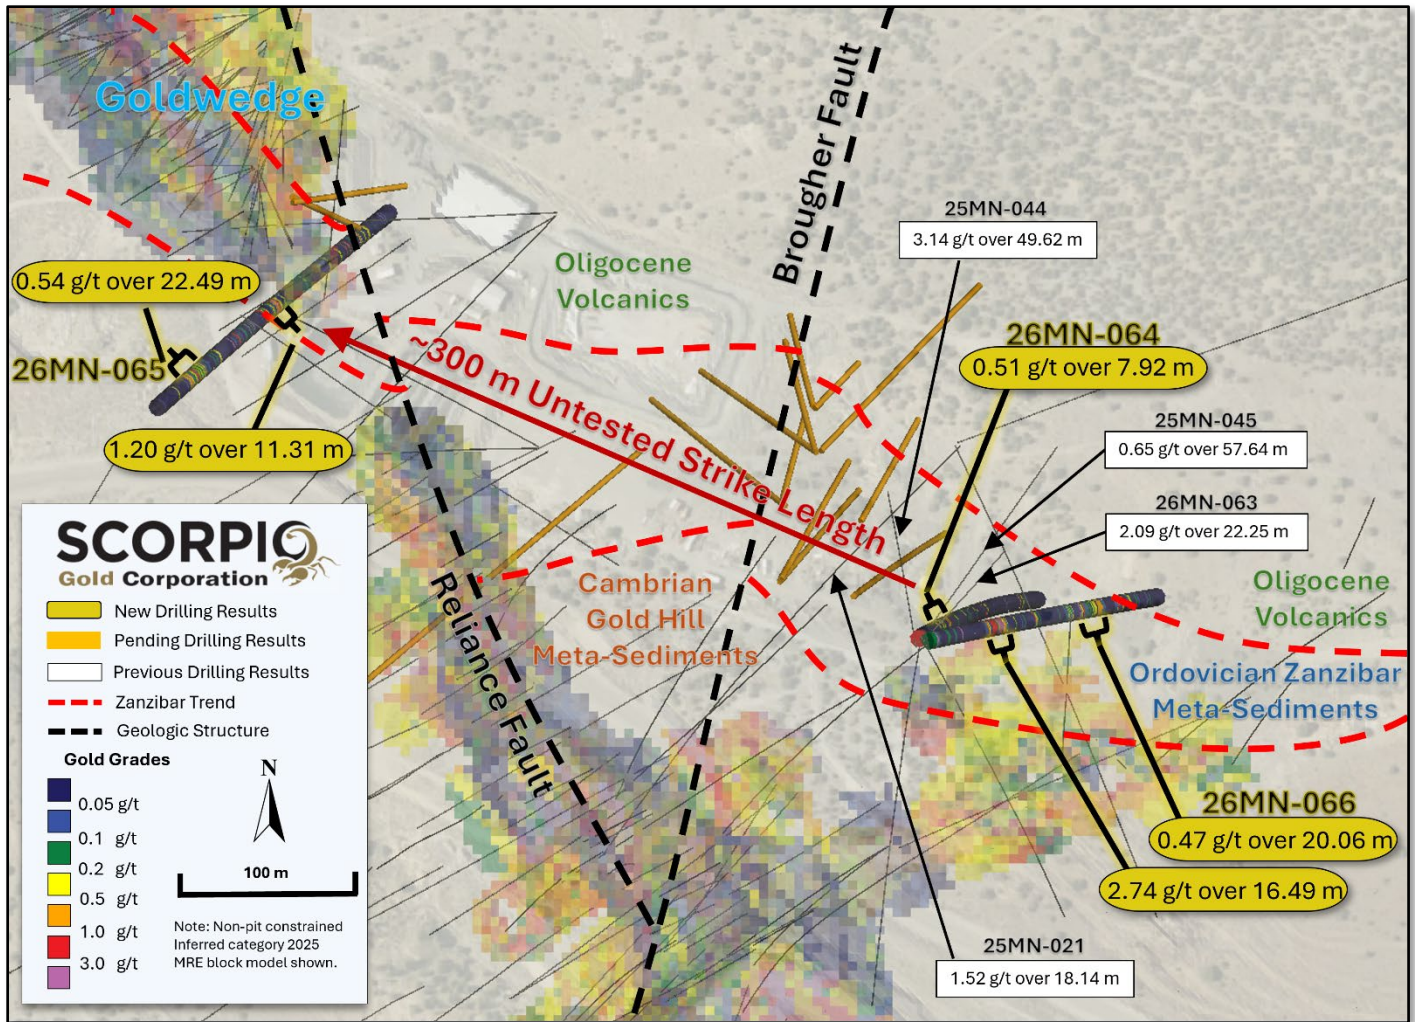 Goldwedge
Brougher Fault
25MN-044
3.14 g/t over 49.62 m
Oligocene
Volcanics
0.54 g/t over 22.49 m
26MN-065
1.20 g/t over 11.31 m
~300 m Untested Strike Length
26MN-064
0.51 g/t over 7.92 m
25MN-045
0.65 g/t over 57.64 m
26MN-063
2.09 g/t over 22.25 m
Oligocene
Volcanics
Cambrian
Gold Hill
Meta-Sediments
Reliance Fault
Ordovician Zanzibar
Meta-Sediments
26MN-066
0.47 g/t over 20.06 m
2.74 g/t over 16.49 m
25MN-021
1.52 g/t over 18.14 m
SCORPIO
Gold Corporation
New Drilling Results
Pending Drilling Results
Previous Drilling Results
Zanzibar Trend
Geologic Structure
Gold Grades
0.05 g/t
0.1 g/t
0.2 g/t
0.5 g/t
1.0 g/t
3.0 g/t
N
100 m
Note: Non-pit constrained
Inferred category 2025
MRE block model shown.